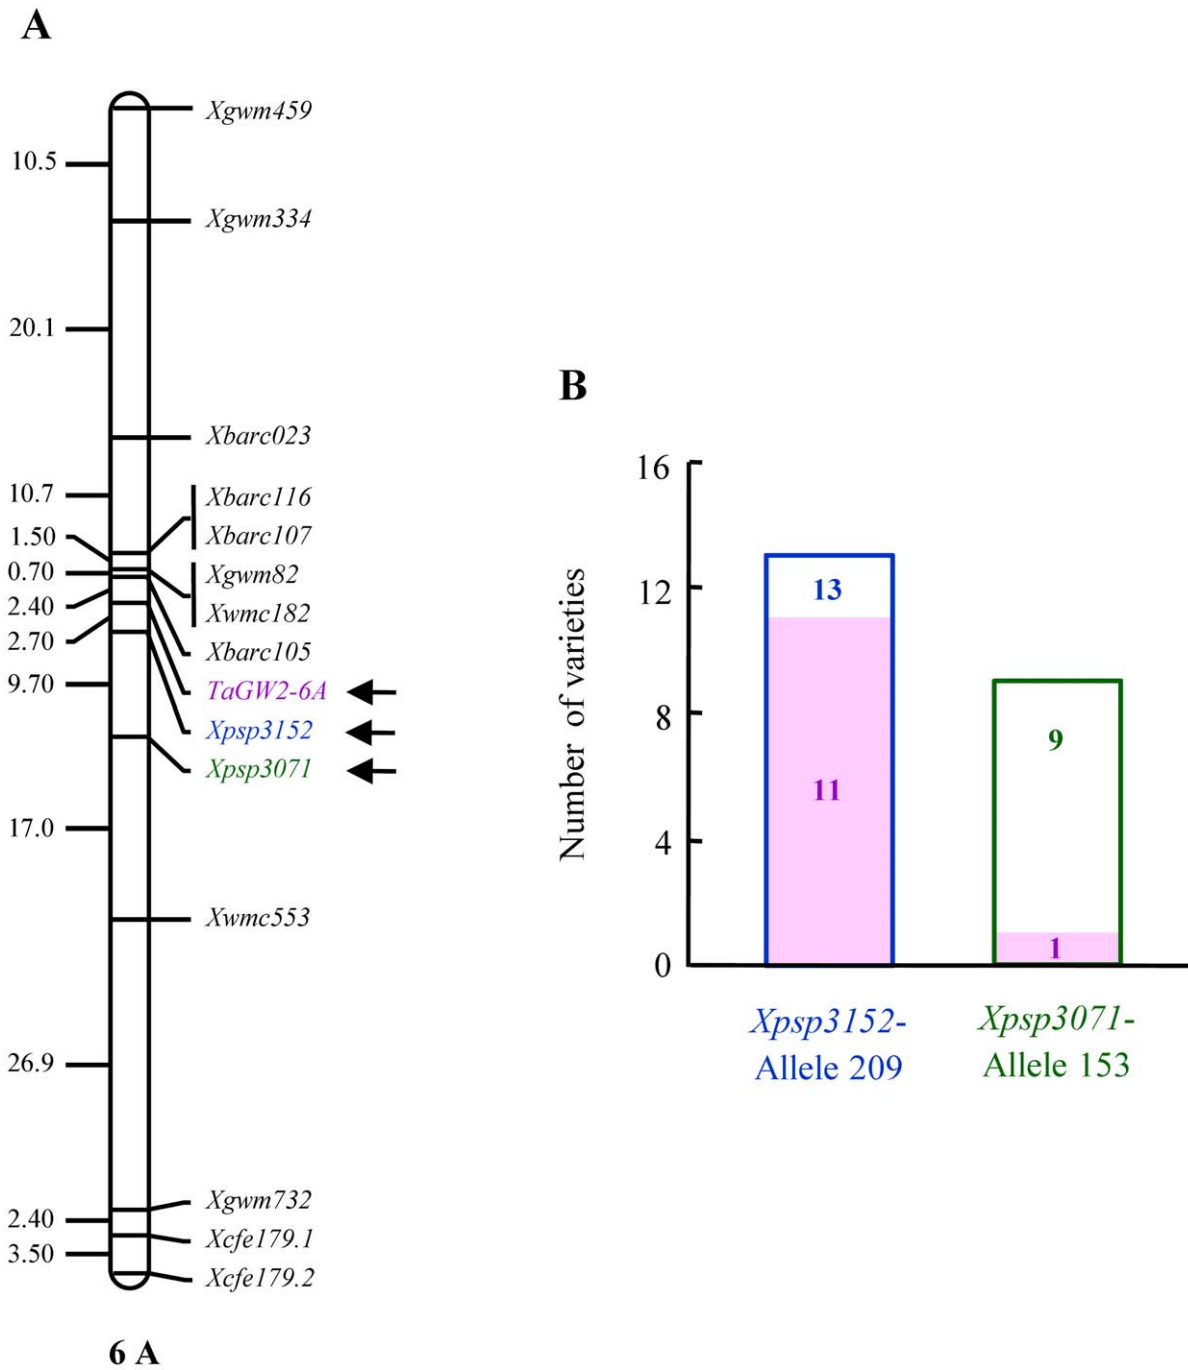 A
Xgwm459
10.5
Xgwm334
20.1
Xbarc023
10.7
Xbarc116
1.50
Xbarc107
0.70
Xgwm82
2.40
Xwmc182
2.70
Xbarc105
9.70
TaGW2-6A
Xpsp3152
Xpsp3071
17.0
Xwmc553
26.9
Xgwm732
2.40
Xcfe179.1
3.50
Xcfe179.2
6 A
B
Number of varieties
16
12
8
4
0
13
11
9
1
Xpsp3152-
Allele 209
Xpsp3071-
Allele 153